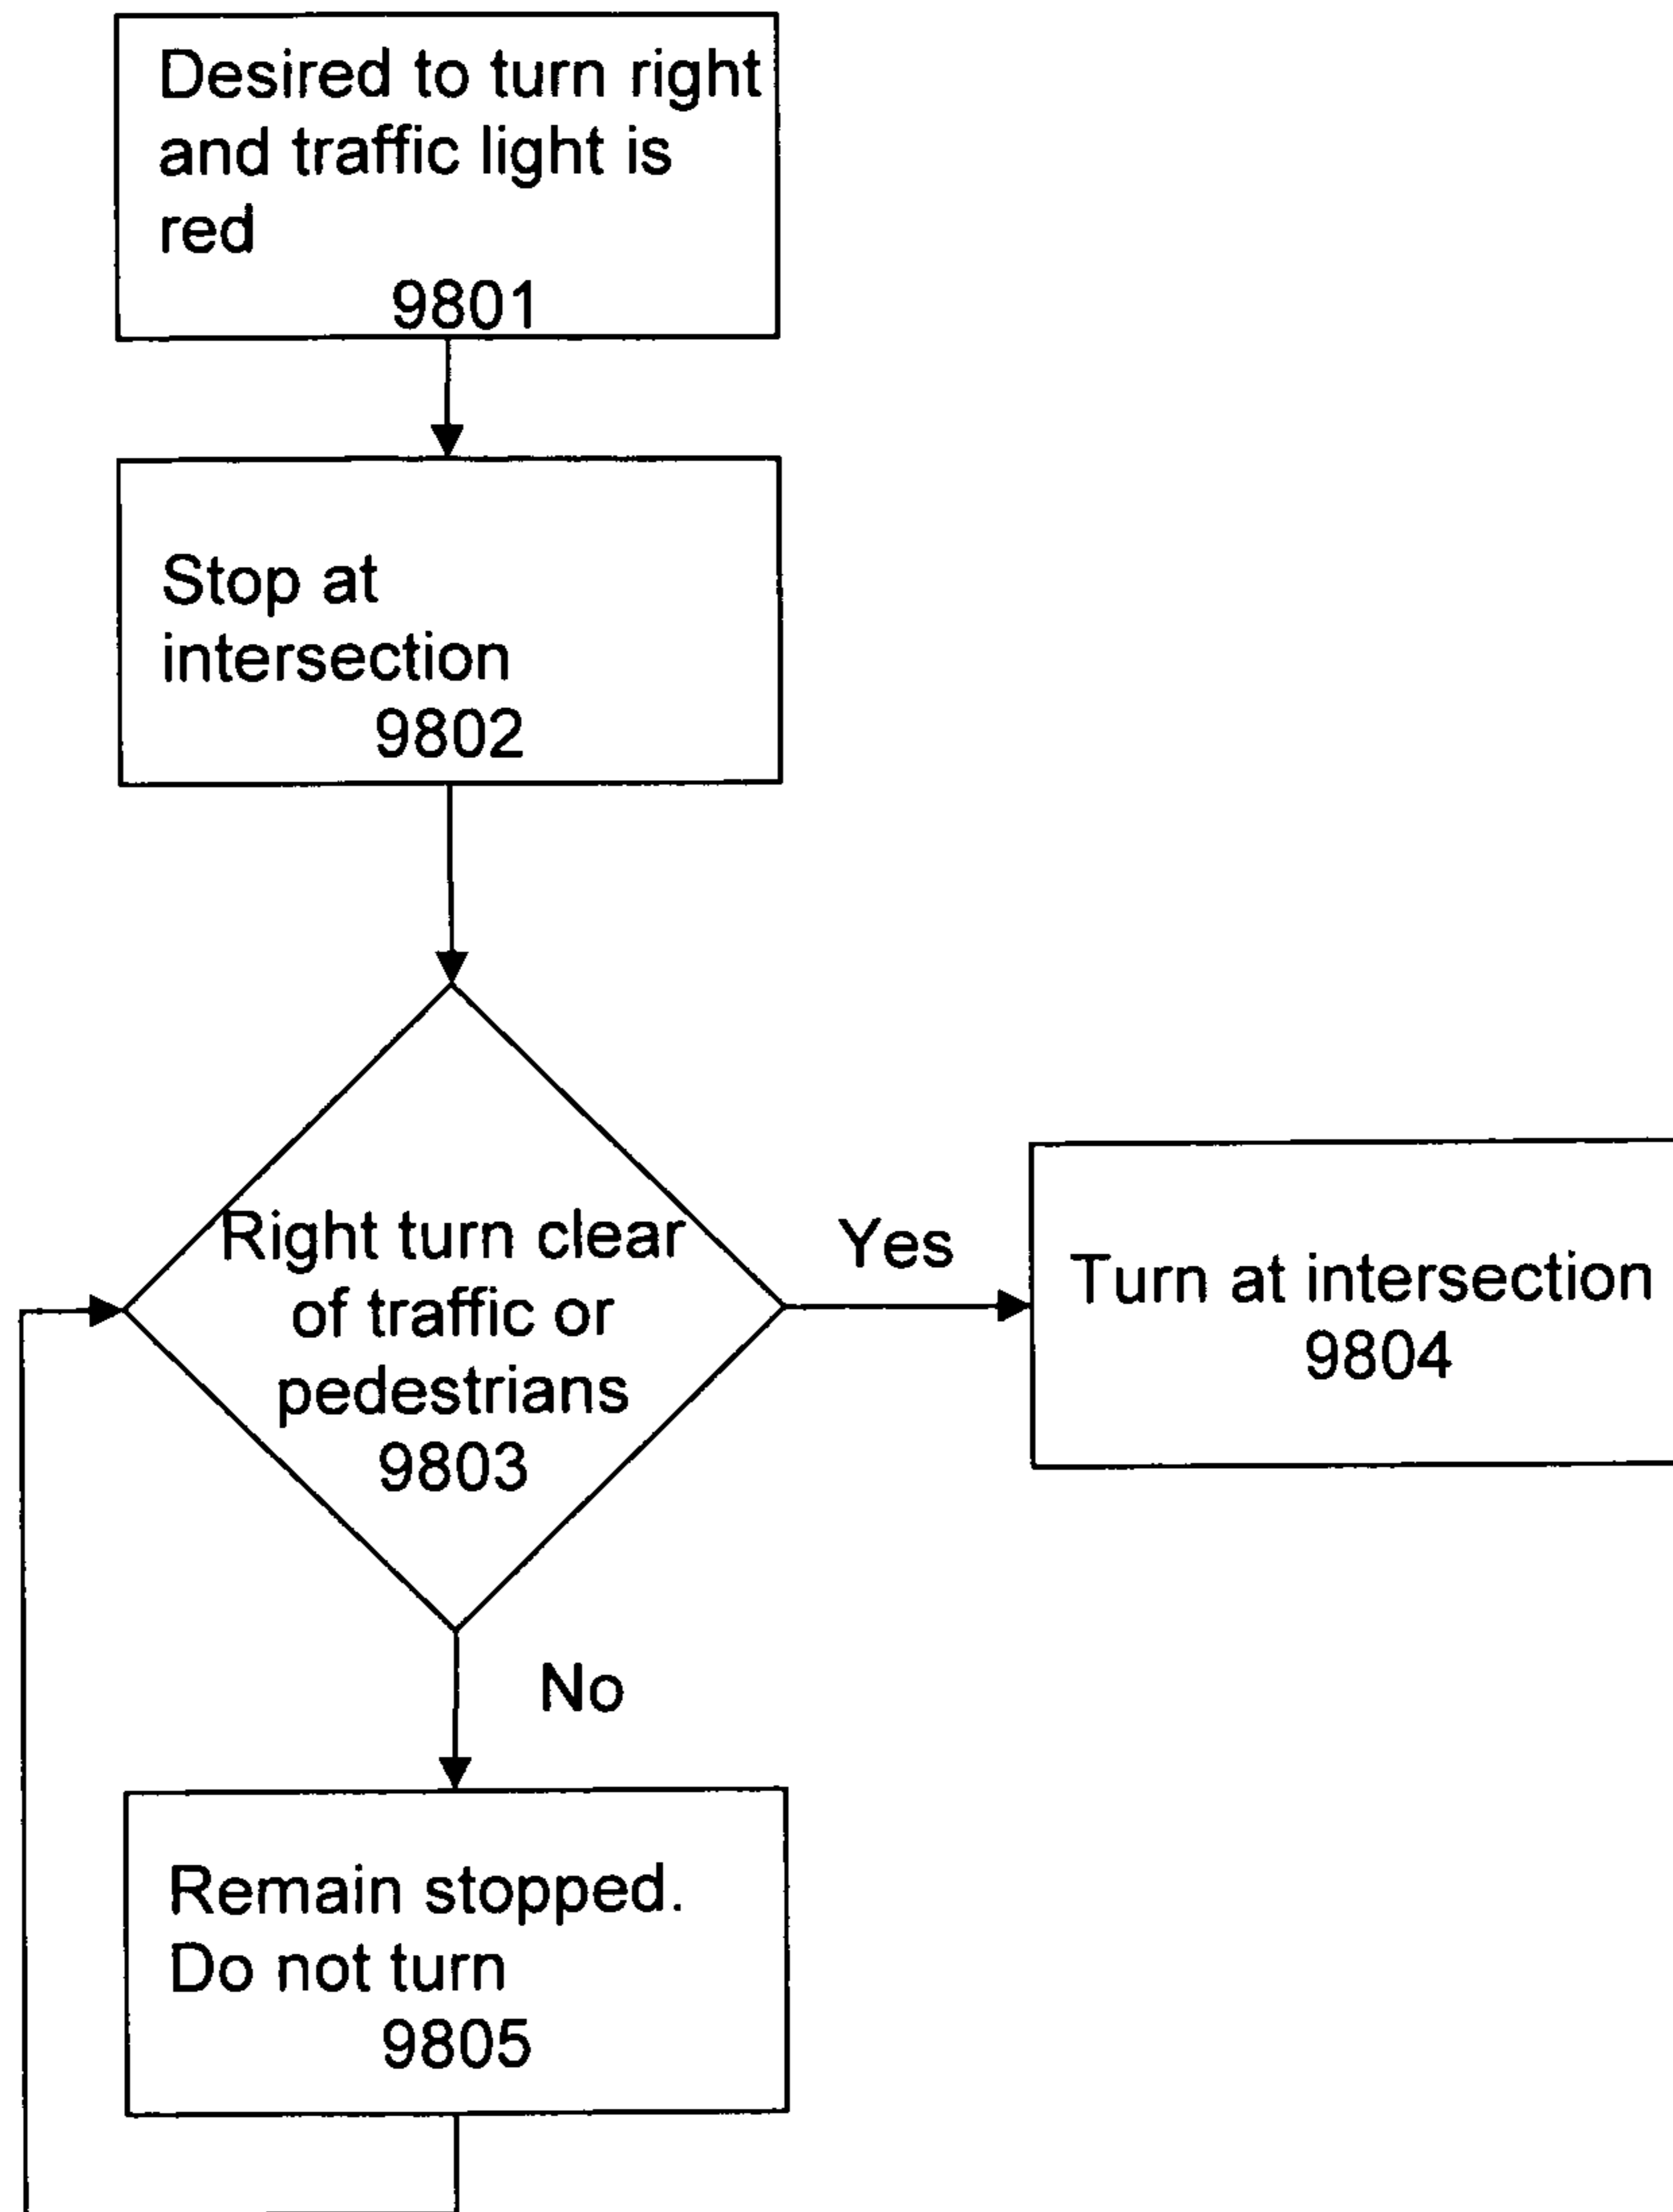 Desired to turn right
and traffic light is
red
9801
Stop at
intersection
9802
Right turn clear
of traffic or
pedestrians
9803
Yes
Turn at intersection
9804
No
Remain stopped.
Do not turn
9805